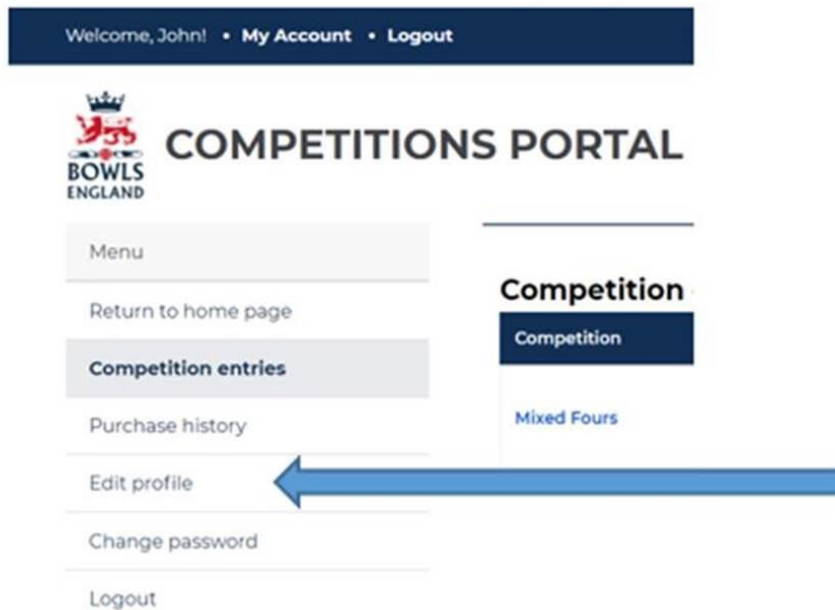 Welcome, John! • My Account • Logout
BOWLS
ENGLAND
COMPETITIONS PORTAL
Menu
Return to home page
Competition entries
Purchase history
Edit profile
Change password
Logout
Competition
Competition
Mixed Fours